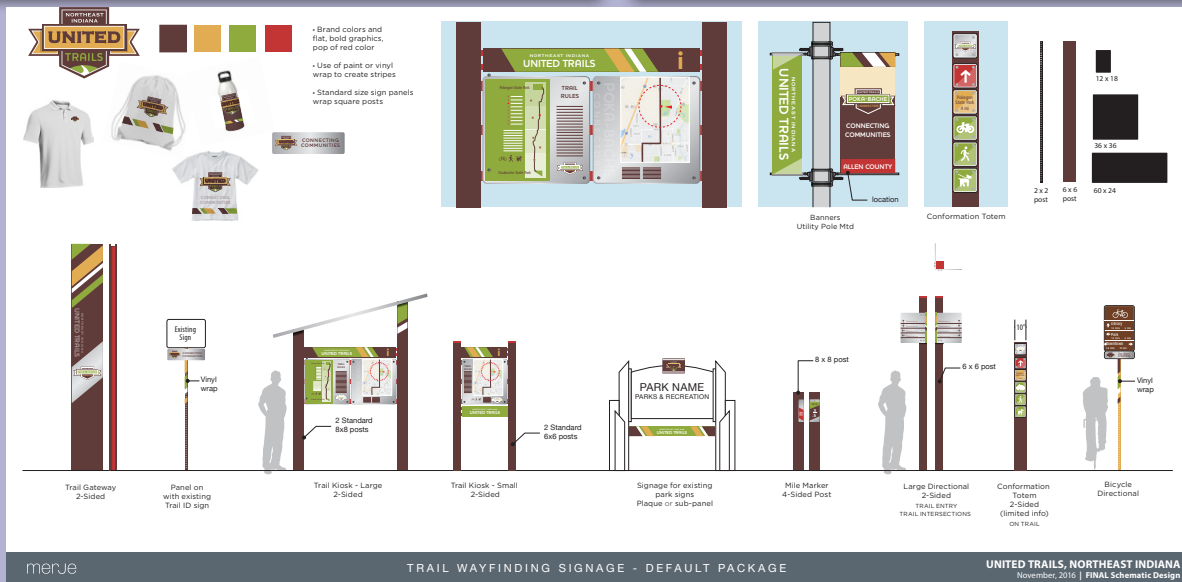 NORTHEAST
INDIANA
UNITED
TRAILS
• Brand colors and
flat, bold graphics,
pop of red color
• Use of paint or vinyl
wrap to create stripes
• Standard size sign panels
wrap square posts
CONNECTING
COMMUNITIES
NORTHEAST INDIANA
UNITED TRAILS
i
TRAIL
RULES
NORTHEAST INDIANA
UNITED TRAILS
POKA-BACHE
CONNECTING
COMMUNITIES
ALLEN COUNTY
location
Banners
Utility Pole Mtd
Conformation Totem
2 x 2
post
6 x 6
post
12 x 18
36 x 36
60 x 24
UNITED TRAILS
Trail Gateway
2-Sided
Existing
Sign
Vinyl
wrap
Panel on
with existing
Trail ID sign
UNITED TRAILS
2 Standard
8x8 posts
Trail Kiosk - Large
2-Sided
UNITED TRAILS
2 Standard
6x6 posts
Trail Kiosk - Small
2-Sided
PARK NAME
PARKS & RECREATION
UNITED TRAILS
Signage for existing
park signs
Plaque or sub-panel
8 x 8 post
Mile Marker
4-Sided Post
6 x 6 post
Large Directional
2-Sided
TRAIL ENTRY
TRAIL INTERSECTIONS
10"
Conformation
Totem
2-Sided
(limited info)
ON TRAIL
Vinyl
wrap
Bicycle
Directional
merje
TRAIL WAYFINDING SIGNAGE - DEFAULT PACKAGE
UNITED TRAILS, NORTHEAST INDIANA
November, 2016 | FINAL Schematic Design